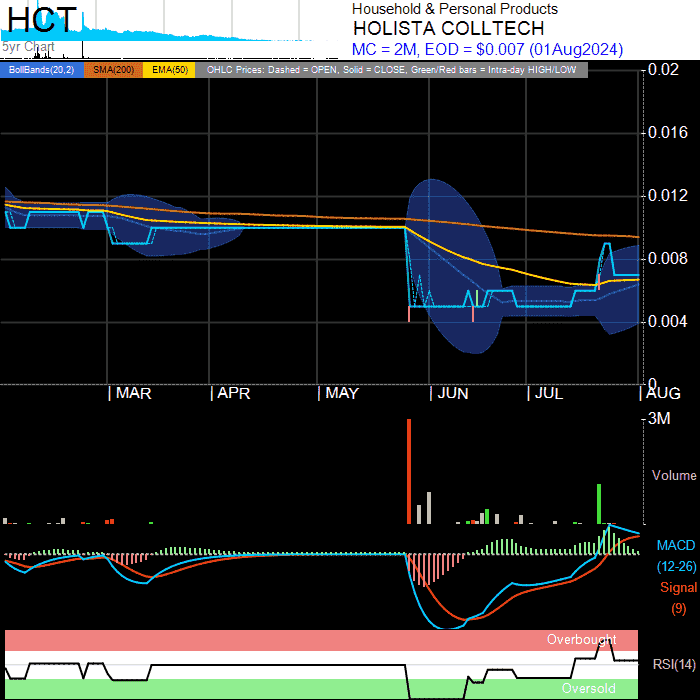 HCT
5yr Chart
Household & Personal Products
HOLISTA COLLTECH
MC = 2M, EOD = $0.007 (01Aug2024)
BollBands(20,2) SMA(200) EMA(50) OHLC Prices: Dashed = OPEN, Solid = CLOSE, Green/Red bars = Intra-day HIGH/LOW
0.02
0.016
0.012
0.008
0.004
0
MAR APR MAY JUN JUL AUG
3M
Volume
MACD
(12-26)
Signal
(9)
Overbought
RSI(14)
Oversold